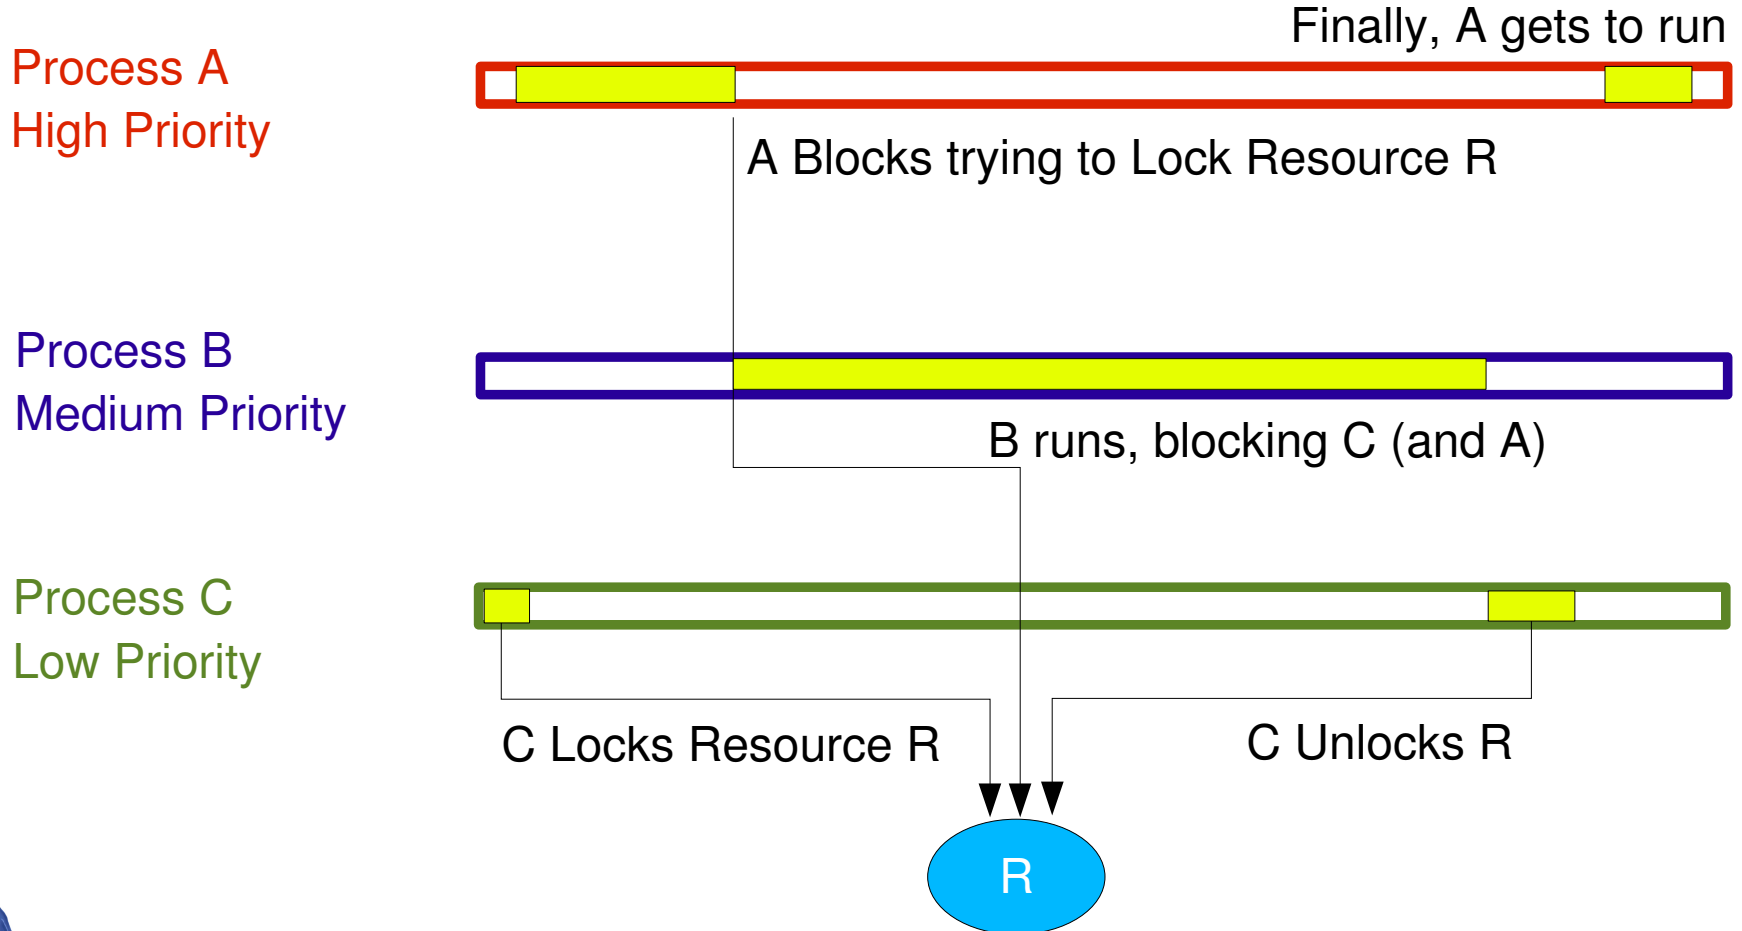 Finally, A gets to run
Process A
High Priority
A Blocks trying to Lock Resource R
Process B
Medium Priority
B runs, blocking C (and A)
Process C
Low Priority
C Locks Resource R
C Unlocks R
R